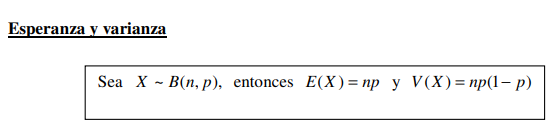 Esperanza y varianza
Sea X ~ B(n, p), entonces E(X) = np y V(X) = np(1− p)